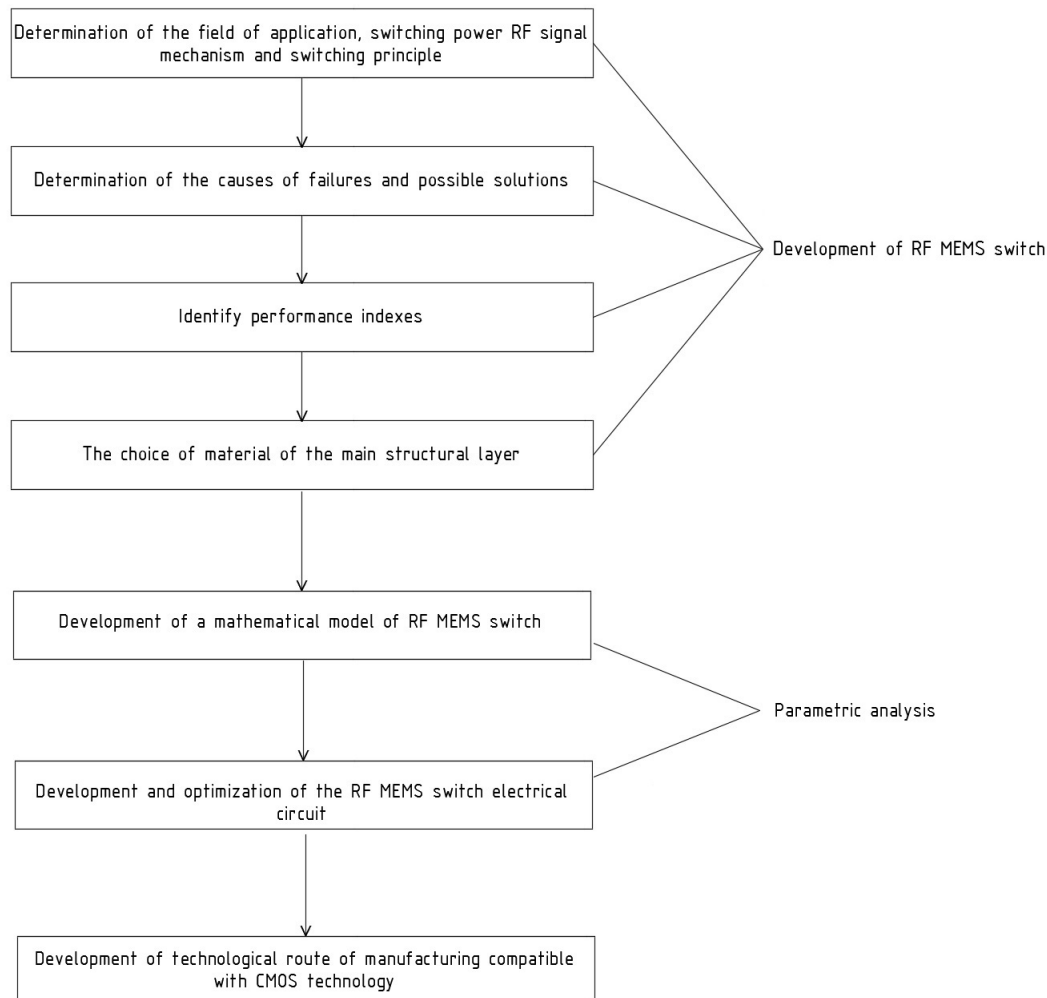 Determination of the field of application, switching power RF signal
mechanism and switching principle
Determination of the causes of failures and possible solutions
Development of RF MEMS switch
Identify performance indexes
The choice of material of the main structural layer
Development of a mathematical model of RF MEMS switch
Parametric analysis
Development and optimization of the RF MEMS switch electrical
circuit
Development of technological route of manufacturing compatible
with CMOS technology